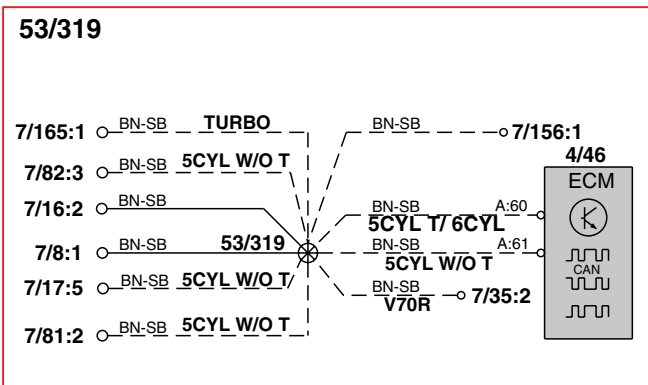 53/319
7/165:1 BN-SB TURBO BN-SB 7/156:1
4/46
7/82:3 BN-SB 5CYL W/O T ECM
7/16:2 BN-SB BN-SB A:60
5CYL T/ 6CYL
7/8:1 BN-SB 53/319 BN-SB A:61
5CYL W/O T CAN
7/17:5 BN-SB 5CYL W/O T BN-SB 7/35:2
V70R
7/81:2 BN-SB 5CYL W/O T